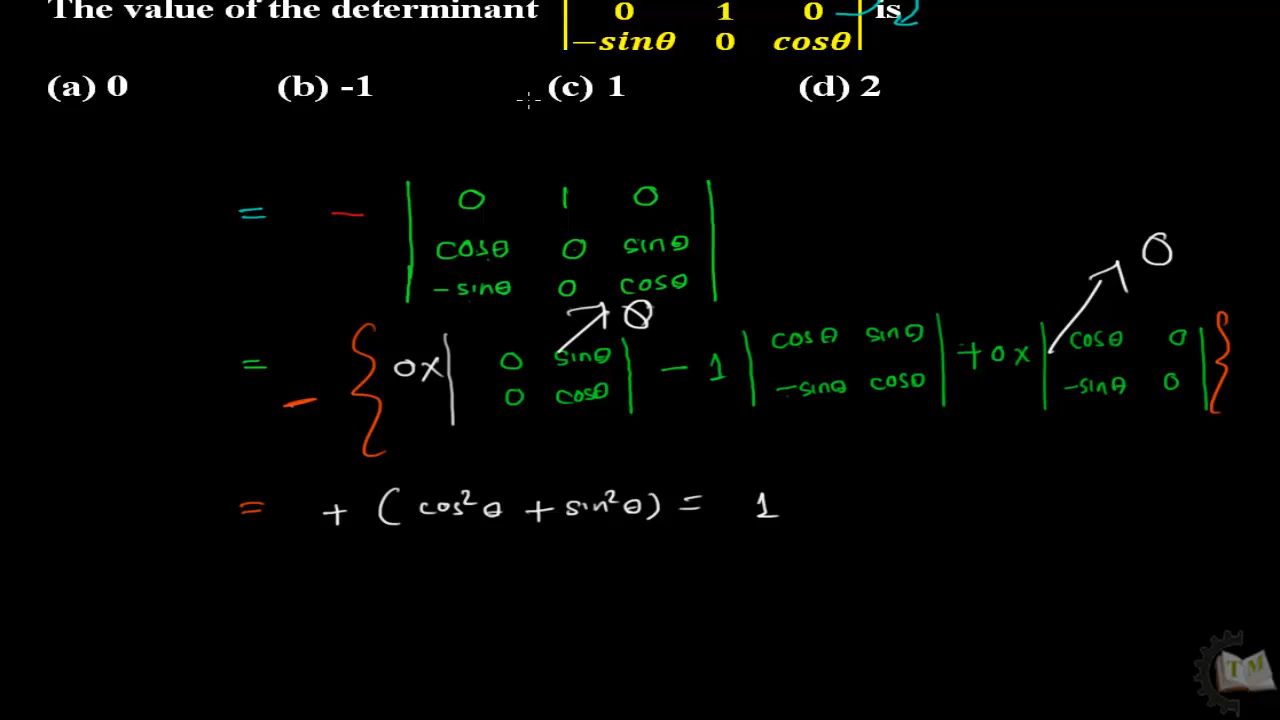 The value of the determinant | 0 1 0 | is
| −sinθ 0 cosθ |
(a) 0 (b) -1 (c) 1 (d) 2
= − | 0 1 0 |
| cosθ 0 sinθ |
| −sinθ 0 cosθ |
0
0
= − { 0× | 0 sinθ | − 1 | cosθ sinθ | + 0× | cosθ 0 | }
| 0 cosθ | | −sinθ cosθ | | −sinθ 0 |
= + (cos²θ + sin²θ) = 1
TM